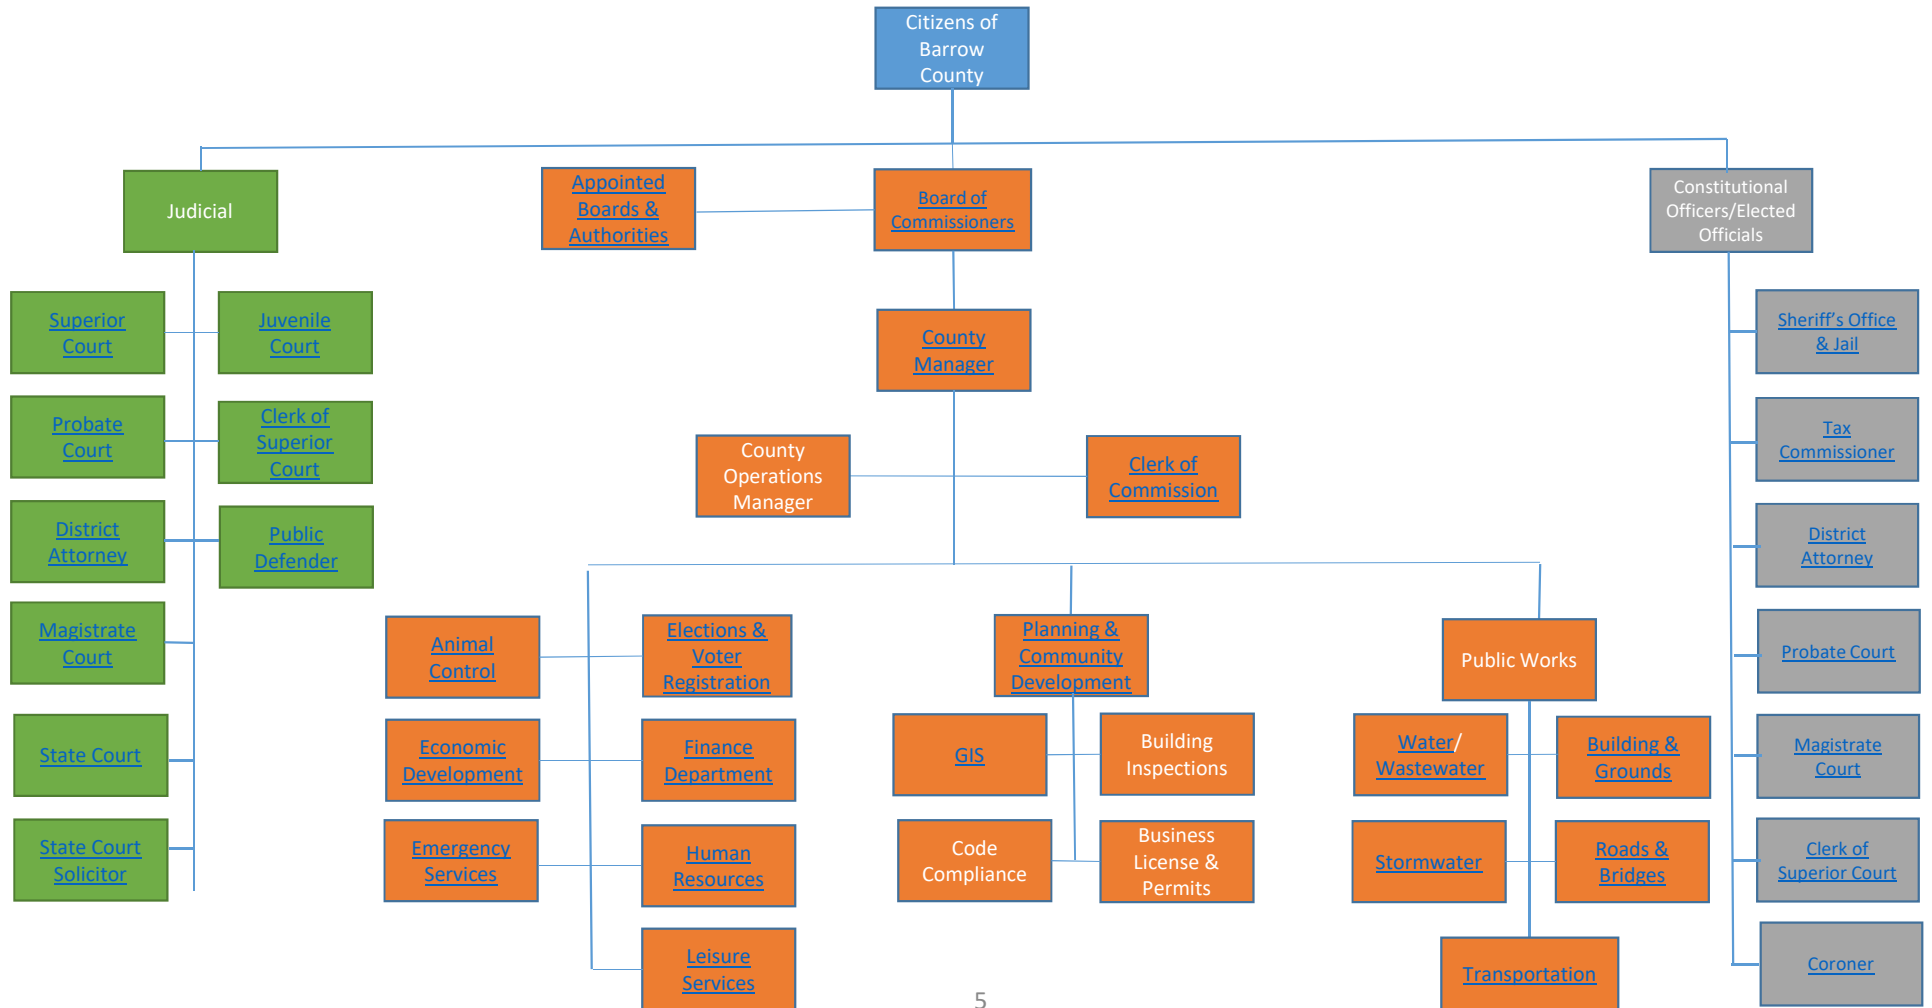 Citizens of
Barrow
County
Judicial
Appointed
Boards &
Authorities
Board of
Commissioners
Constitutional
Officers/Elected
Officials
Superior
Court
Juvenile
Court
County
Manager
Sheriff’s Office
& Jail
Probate
Court
Clerk of
Superior
Court
County
Operations
Manager
Clerk of
Commission
Tax
Commissioner
District
Attorney
Public
Defender
District
Attorney
Magistrate
Court
Animal
Control
Elections &
Voter
Registration
Planning &
Community
Development
Public Works
Probate Court
State Court
Economic
Development
Finance
Department
GIS
Building
Inspections
Water/
Wastewater
Building &
Grounds
Magistrate
Court
State Court
Solicitor
Emergency
Services
Human
Resources
Code
Compliance
Business
License &
Permits
Stormwater
Roads &
Bridges
Clerk of
Superior Court
Leisure
Services
Transportation
Coroner
5